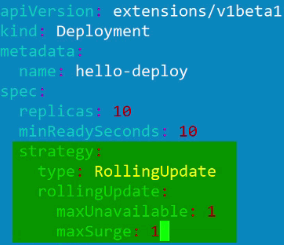 apiVersion: extensions/v1beta1
kind: Deployment
metadata:
  name: hello-deploy
spec:
  replicas: 10
  minReadySeconds: 10
  strategy:
    type: RollingUpdate
    rollingUpdate:
      maxUnavailable: 1
      maxSurge: 1